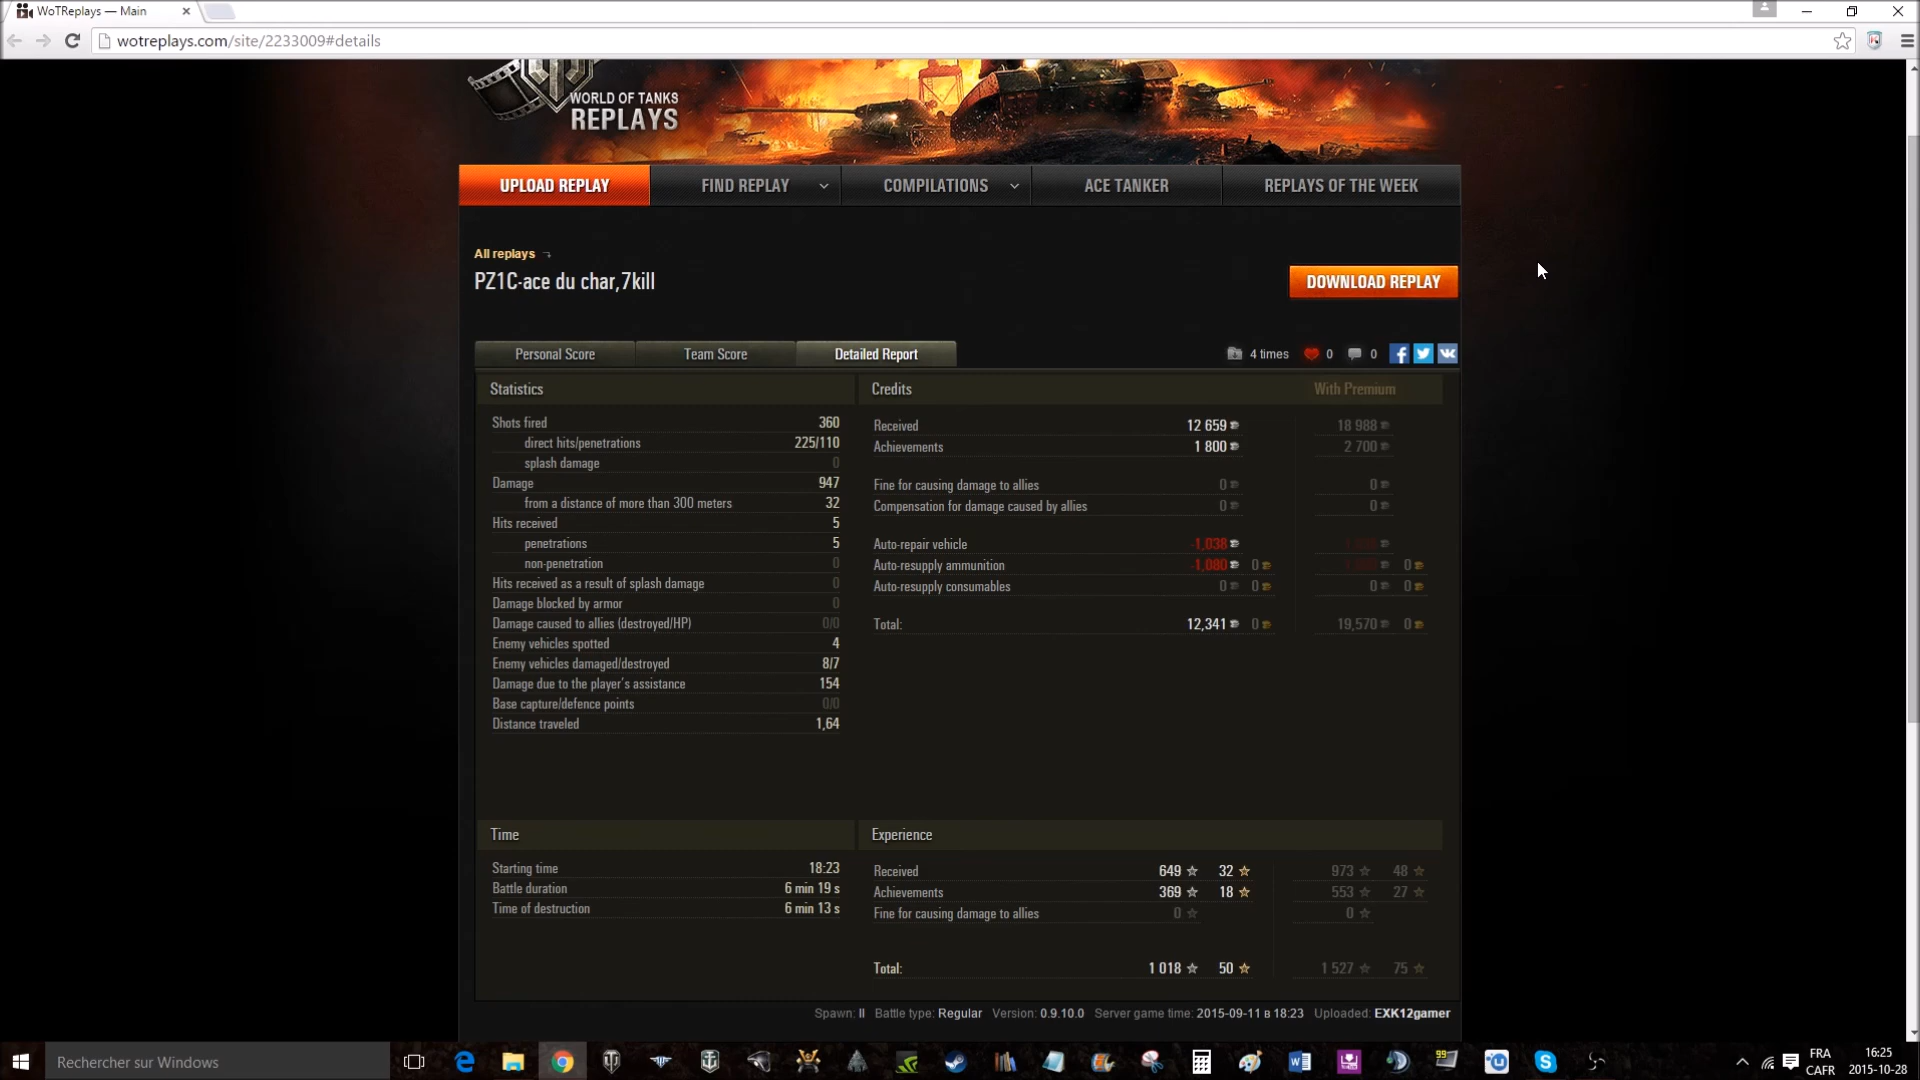 WoTReplays — Main
wotreplays.com/site/2233009#details
WORLD OF TANKS
REPLAYS
UPLOAD REPLAY FIND REPLAY COMPILATIONS ACE TANKER REPLAYS OF THE WEEK
All replays
PZ1C-ace du char,7kill
DOWNLOAD REPLAY
Personal Score Team Score Detailed Report 4 times 0 0
Statistics Credits With Premium
Shots fired 360
direct hits/penetrations 225/110
splash damage 0
Damage 947
from a distance of more than 300 meters 32
Hits received 5
penetrations 5
non-penetration 0
Hits received as a result of splash damage 0
Damage blocked by armor 0
Damage caused to allies (destroyed/HP) 0/0
Enemy vehicles spotted 4
Enemy vehicles damaged/destroyed 8/7
Damage due to the player's assistance 154
Base capture/defence points 0/0
Distance traveled 1,64
Received 12 659 18 988
Achievements 1 800 2 700
Fine for causing damage to allies 0 0
Compensation for damage caused by allies 0 0
Auto-repair vehicle -1,038
Auto-resupply ammunition -1,080 0 0
Auto-resupply consumables 0 0 0 0
Total: 12,341 0 19,570 0
Time Experience
Starting time 18:23
Battle duration 6 min 19 s
Time of destruction 6 min 13 s
Received 649 32 973 48
Achievements 369 18 553 27
Fine for causing damage to allies 0 0
Total: 1 018 50 1 527 75
Spawn: II Battle type: Regular Version: 0.9.10.0 Server game time: 2015-09-11 в 18:23 Uploaded: EXK12gamer
Rechercher sur Windows
99
FRA
CAFR
16:25
2015-10-28